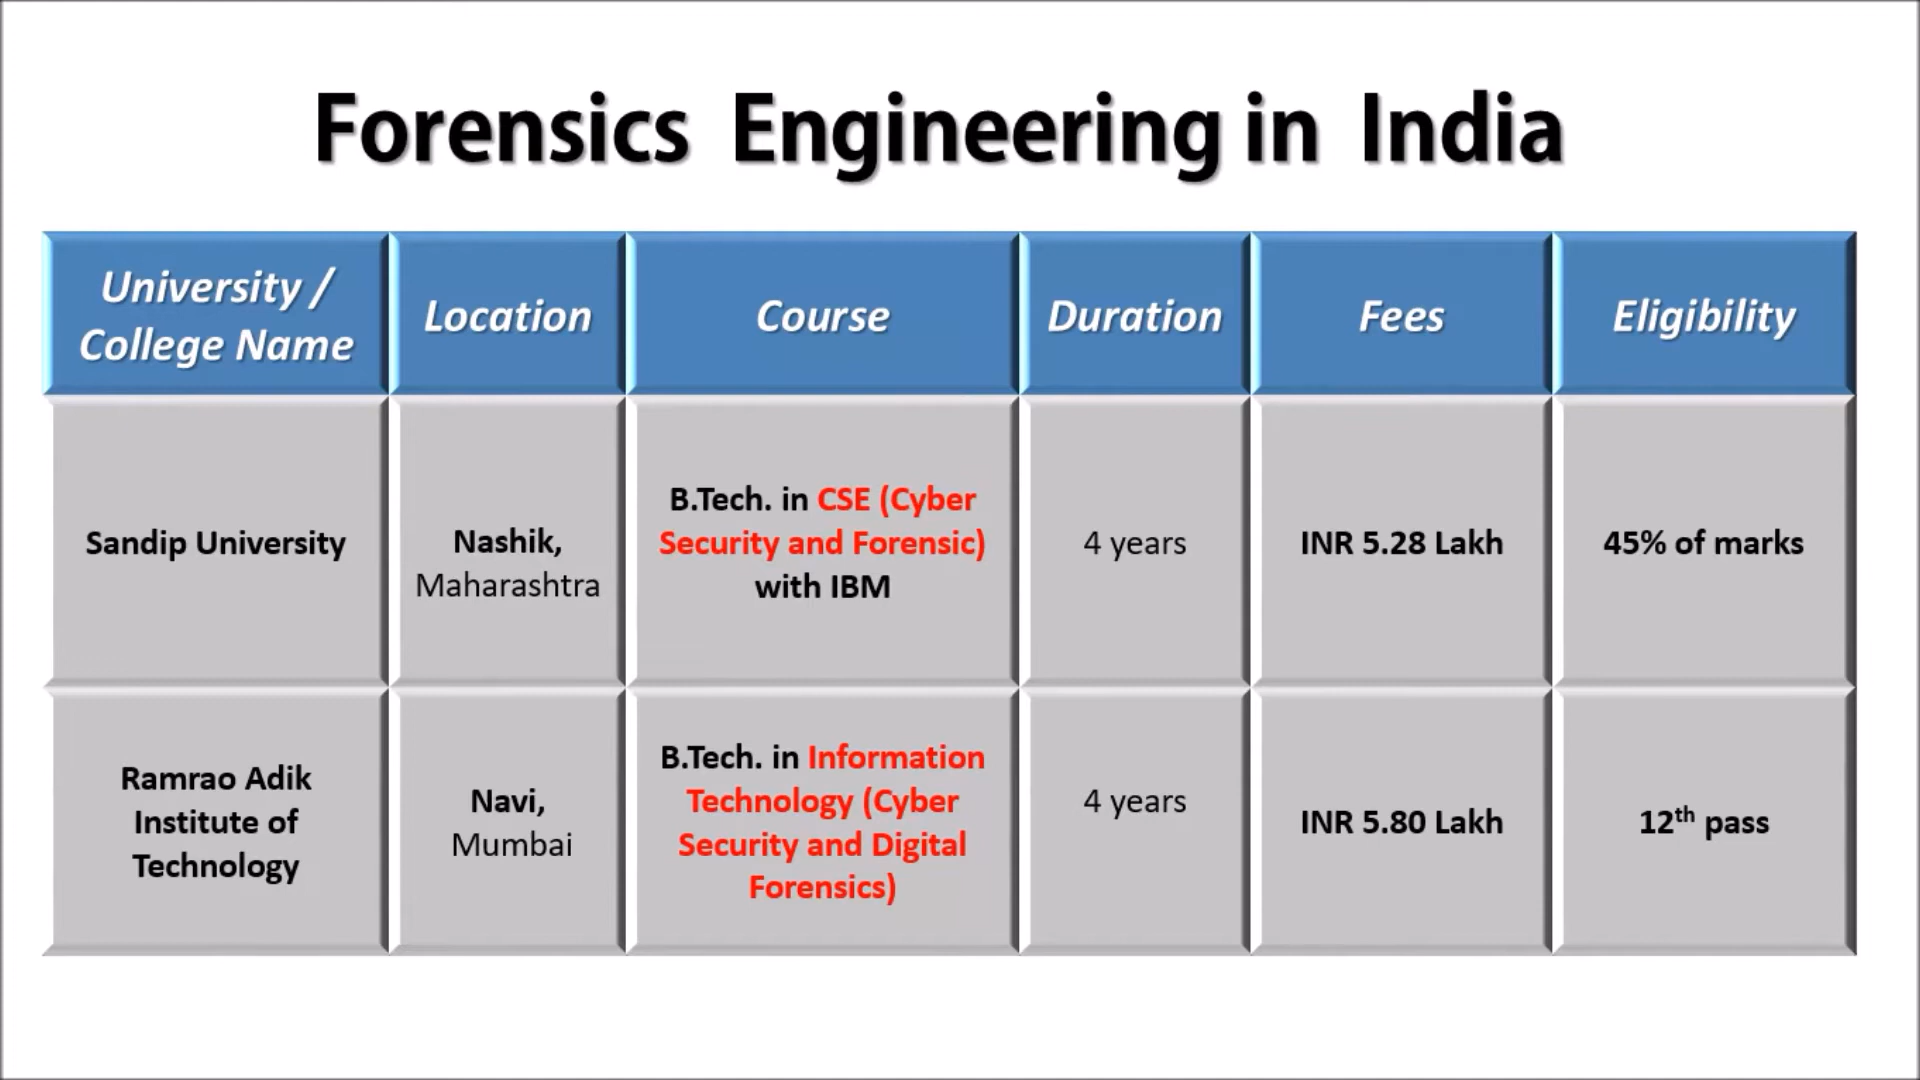 Forensics Engineering in India
University /
College Name
Location
Course
Duration
Fees
Eligibility
Sandip University
Nashik,
Maharashtra
B.Tech. in CSE (Cyber
Security and Forensic)
with IBM
4 years
INR 5.28 Lakh
45% of marks
Ramrao Adik
Institute of
Technology
Navi,
Mumbai
B.Tech. in Information
Technology (Cyber
Security and Digital
Forensics)
4 years
INR 5.80 Lakh
12th pass